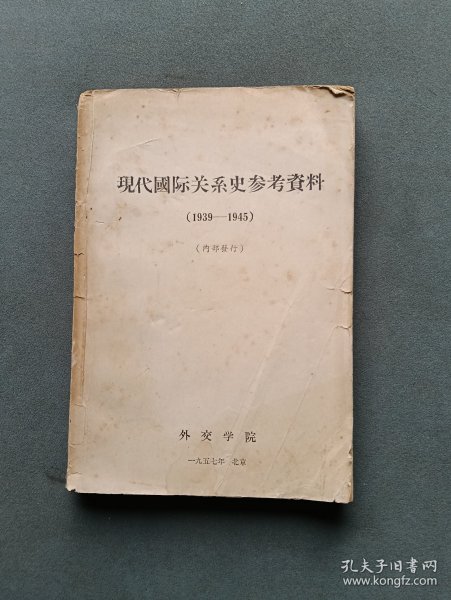 現代國际关系史参考資料
(1939—1945)
(內部發行)
外交学院
一九五七年 北京
孔夫子旧书网
www.kongfz.com